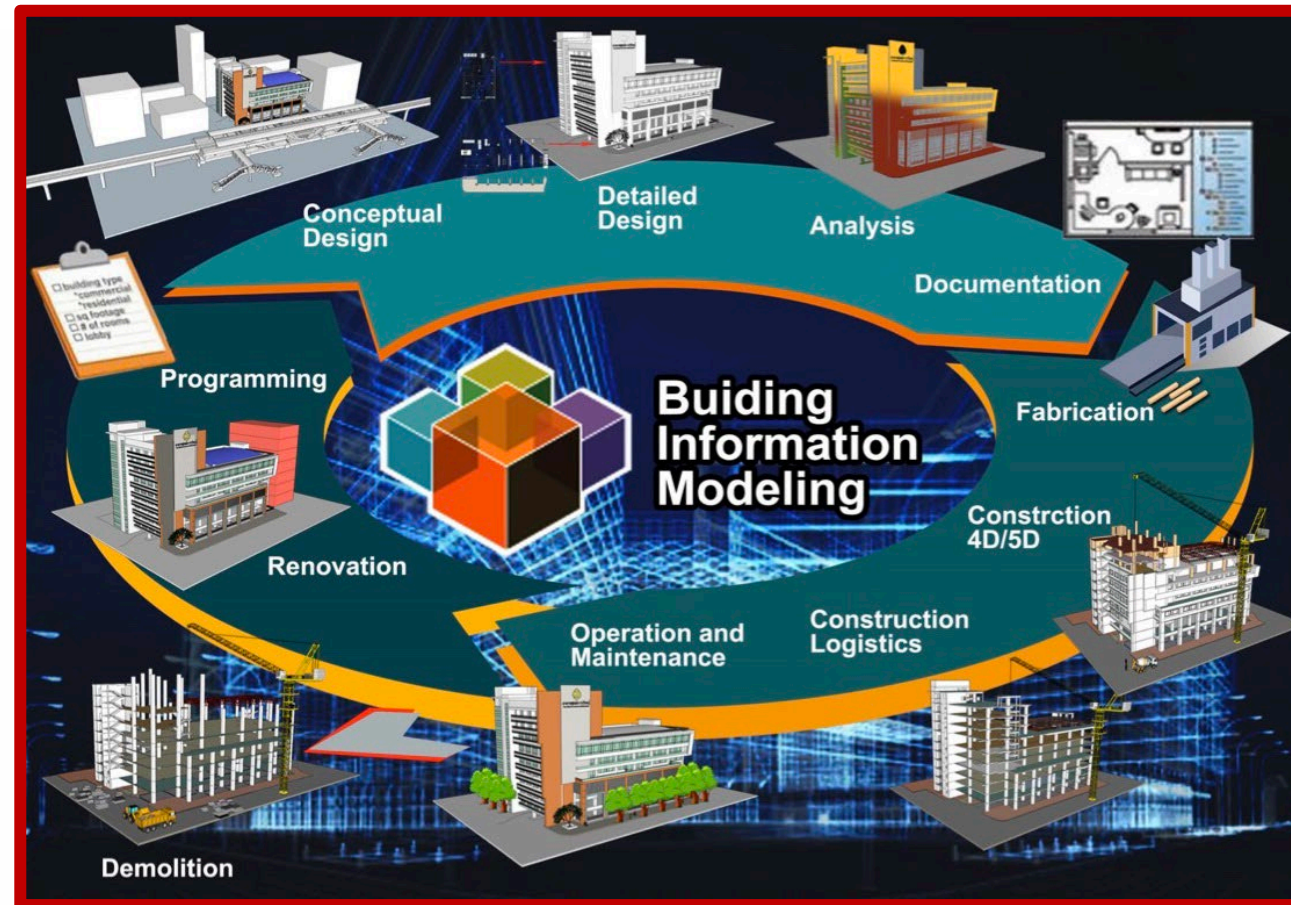 Conceptual
Design
Detailed
Design
Analysis
Documentation
building type
*commercial
*residential
sq footage
# of rooms
lobby
Programming
Buiding
Information
Modeling
Fabrication
Constrction
4D/5D
Renovation
Operation and
Maintenance
Construction
Logistics
Demolition